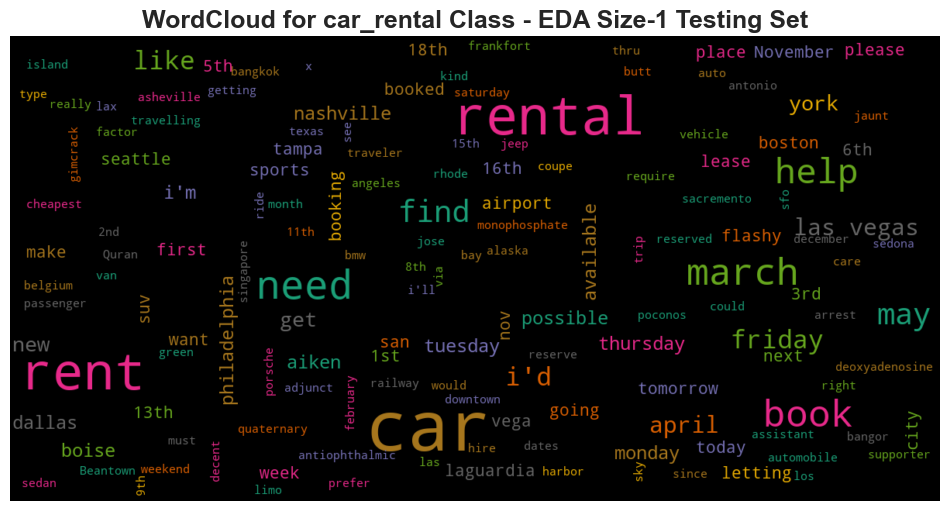 WordCloud for car_rental Class - EDA Size-1 Testing Set
island
like
5th
bangkok
18th
frankfort
thru
place
November
please
type
really
lax
asheville
getting
x
kind
saturday
butt
auto
antonio
booked
rental
york
jaunt
factor
travelling
nashville
texas
see
15th
jeep
vehicle
boston
6th
gimcrack
seattle
tampa
sports
traveler
angeles
rhode
16th
coupe
require
lease
help
i'm
cheapest
ride
month
booking
find
airport
monophosphate
available
sacramento
sfo
las vegas
2nd
Quran
first
11th
jose
reserved
flashy
december
sedona
make
van
belgium
passenger
suv
singapore
bmw
need
8th
via
i'll
bay
alaska
trip
march
care
3rd
philadelphia
get
nov
possible
poconos
could
arrest
may
new
want
green
san
1st
tuesday
reserve
thursday
friday
next
rent
porsche
aiken
adjunct
railway
would
i'd
downtown
tomorrow
right
deoxyadenosine
february
dallas
13th
quaternary
car
vega
going
april
book
city
assistant
bangor
boise
must
decent
antiophthalmic
hire
dates
monday
today
supporter
Beantown
weekend
week
las
laguardia
harbor
sky
since
letting
automobile
los
sedan
9th
limo
prefer